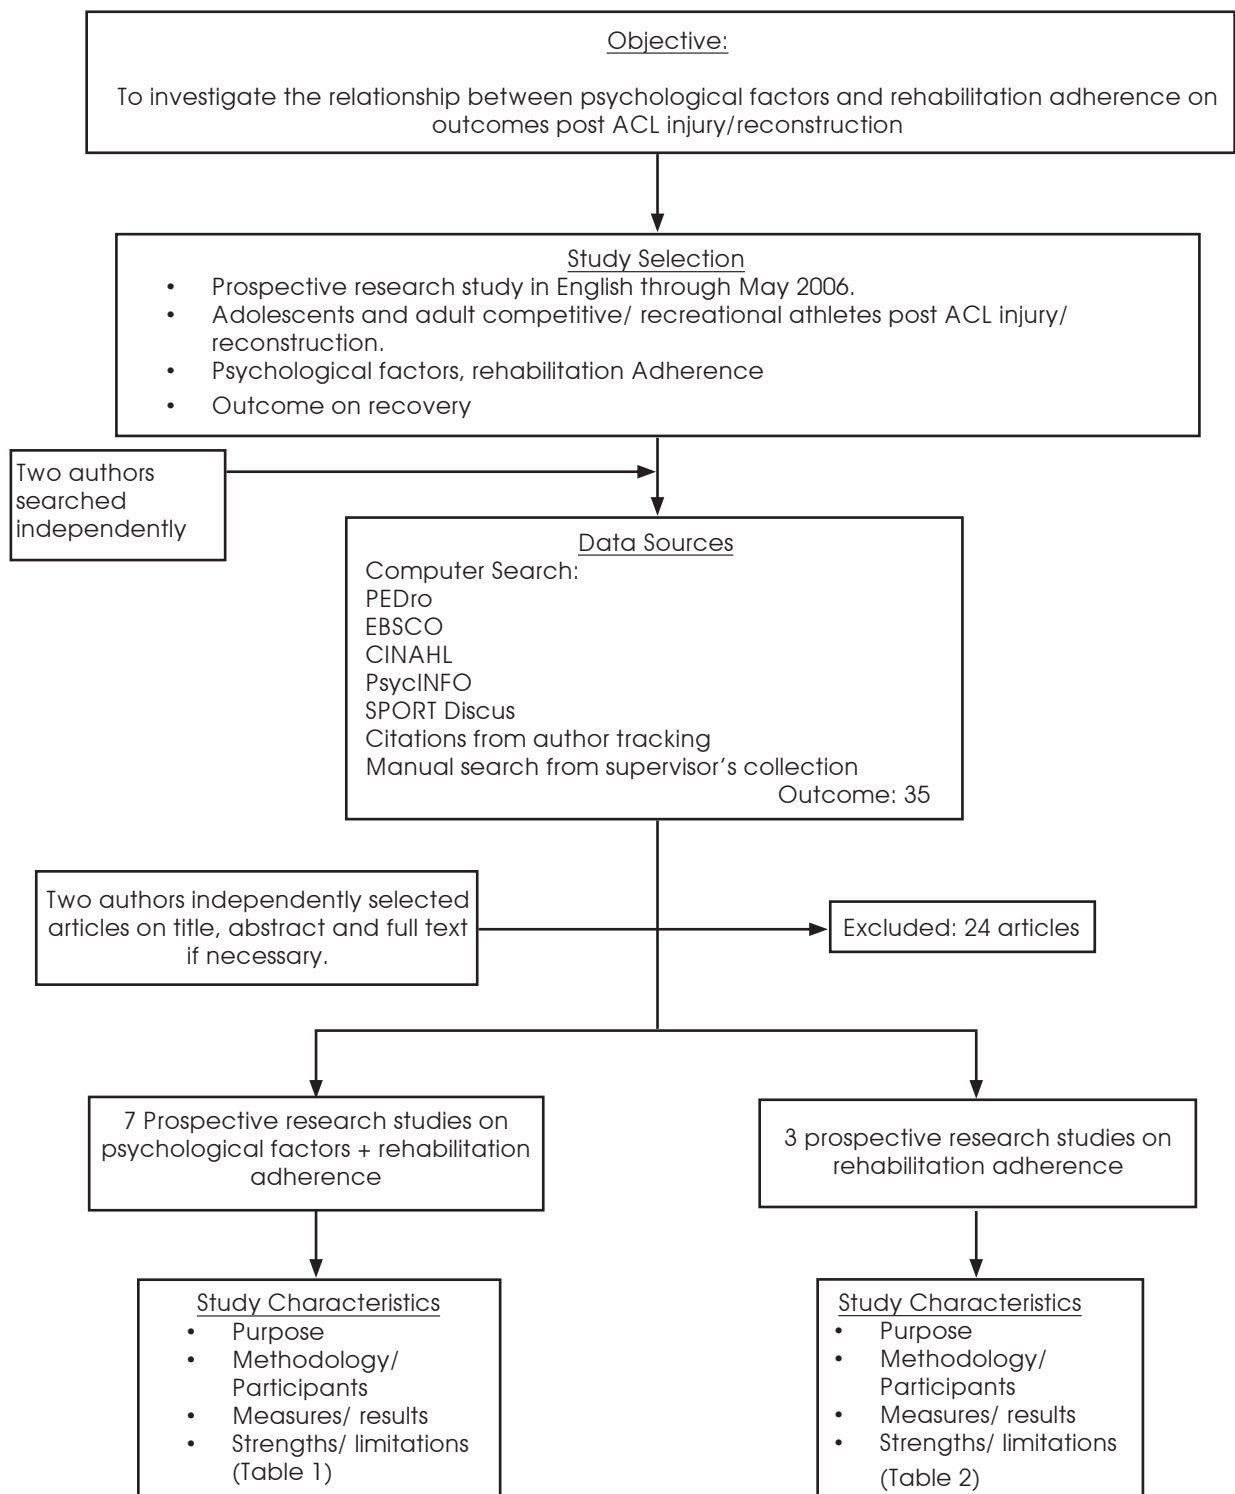 Objective:
To investigate the relationship between psychological factors and rehabilitation adherence on
outcomes post ACL injury/reconstruction
Study Selection
• Prospective research study in English through May 2006.
• Adolescents and adult competitive/ recreational athletes post ACL injury/
reconstruction.
• Psychological factors, rehabilitation Adherence
• Outcome on recovery
Two authors
searched
independently
Data Sources
Computer Search:
PEDro
EBSCO
CINAHL
PsycINFO
SPORT Discus
Citations from author tracking
Manual search from supervisor's collection
Outcome: 35
Two authors independently selected
articles on title, abstract and full text
if necessary.
Excluded: 24 articles
7 Prospective research studies on
psychological factors + rehabilitation
adherence
3 prospective research studies on
rehabilitation adherence
Study Characteristics
• Purpose
• Methodology/
Participants
• Measures/ results
• Strengths/ limitations
(Table 1)
Study Characteristics
• Purpose
• Methodology/
Participants
• Measures/ results
• Strengths/ limitations
(Table 2)